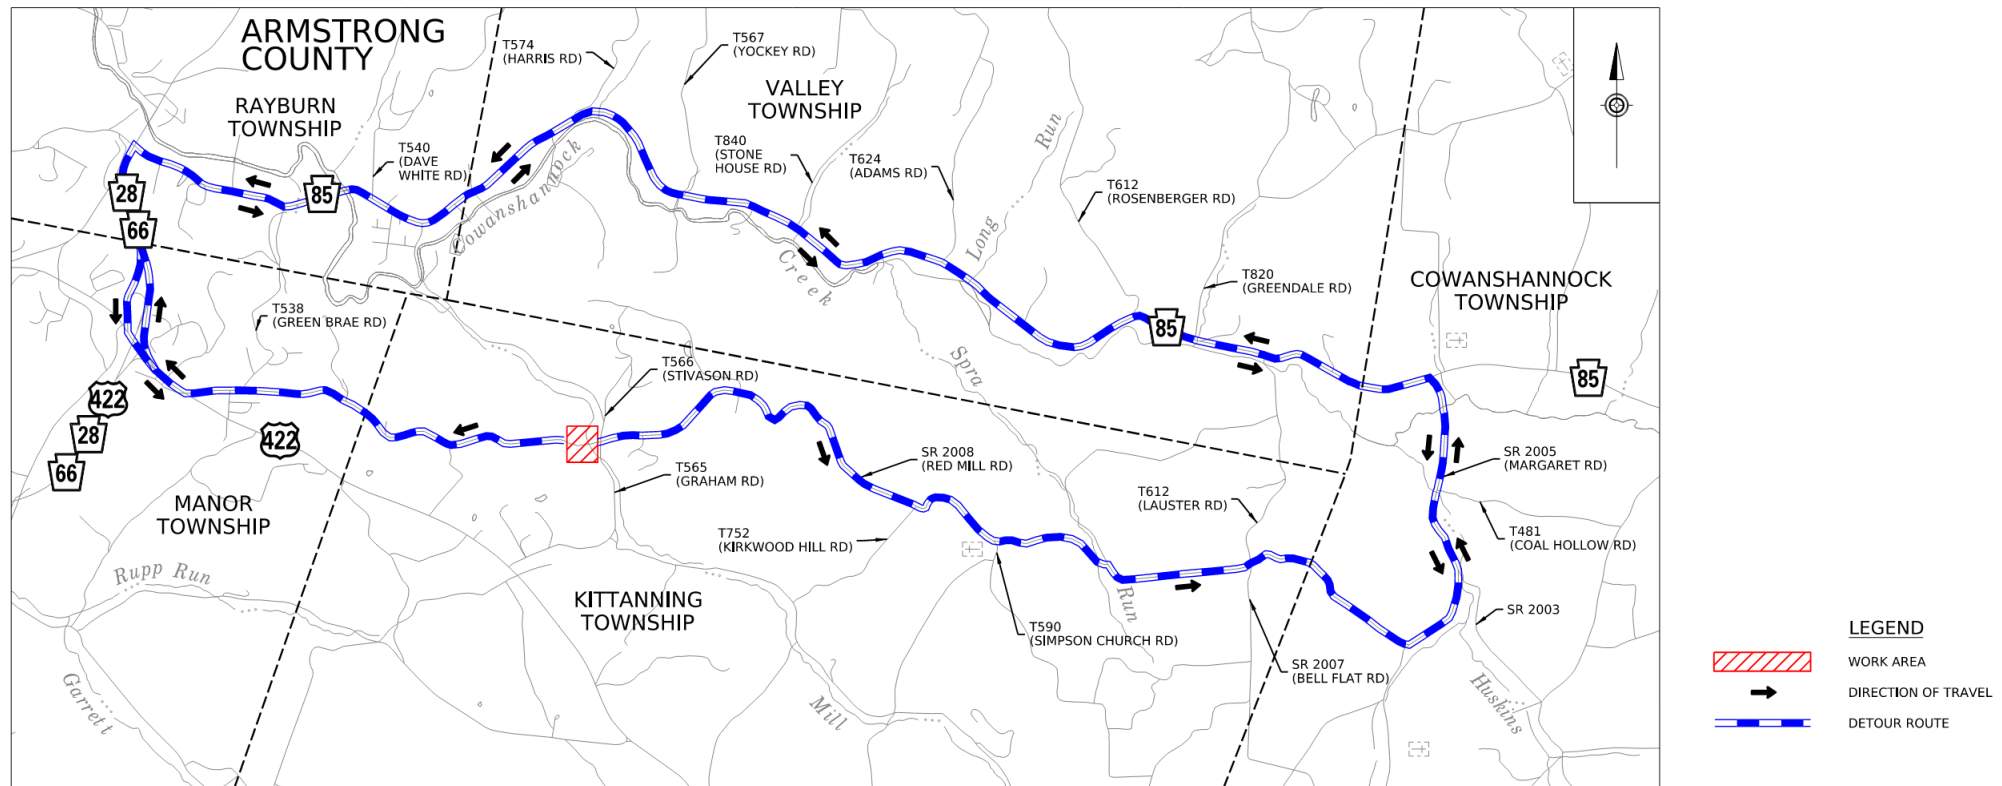 ARMSTRONG
COUNTY
RAYBURN
TOWNSHIP
T574
(HARRIS RD)
T567
(YOCKEY RD)
VALLEY
TOWNSHIP
T540
(DAVE
WHITE RD)
T840
(STONE
HOUSE RD)
T624
(ADAMS RD)
Long Run
T612
(ROSENBERGER RD)
28
85
66
Cowanshannock
Creek
T820
(GREENDALE RD)
COWANSHANNOCK
TOWNSHIP
T538
(GREEN BRAE RD)
85
T566
(STIVASON RD)
Spra
85
422
28
66
422
SR 2008
(RED MILL RD)
SR 2005
(MARGARET RD)
T565
(GRAHAM RD)
MANOR
TOWNSHIP
T612
(LAUSTER RD)
T752
(KIRKWOOD HILL RD)
T481
(COAL HOLLOW RD)
Rupp Run
KITTANNING
TOWNSHIP
Run
SR 2003
T590
(SIMPSON CHURCH RD)
SR 2007
(BELL FLAT RD)
Garrett
Mill
Huskins
LEGEND
WORK AREA
DIRECTION OF TRAVEL
DETOUR ROUTE